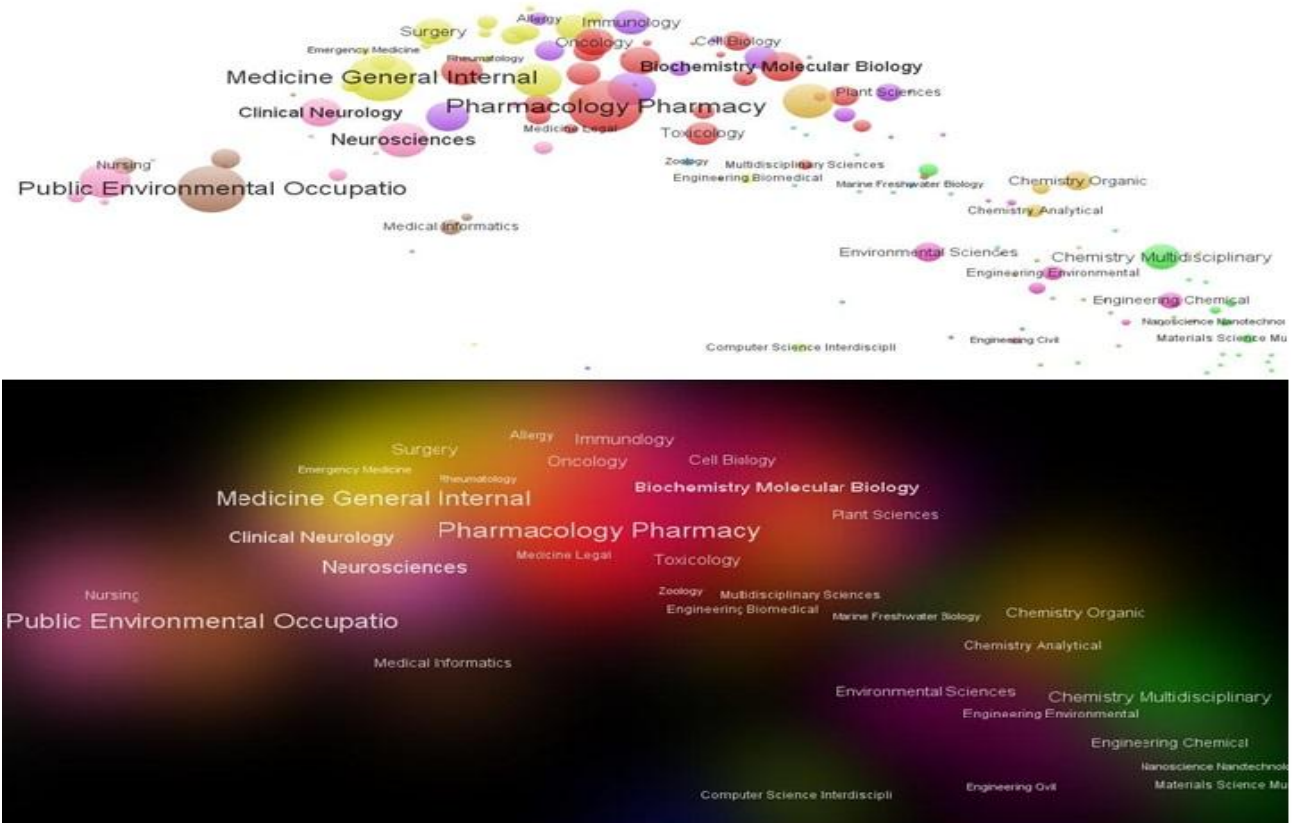 Allergy Immunology
Surgery
Oncology Cell Biology
Emergency Medicine
Rheumatology
Biochemistry Molecular Biology
Medicine General Internal
Plant Sciences
Pharmacology Pharmacy
Clinical Neurology
Medicine Legal
Toxicology
Neurosciences
Zoology Multidisciplinary Sciences
Nursing
Engineering Biomedical
Chemistry Organic
Marine Freshwater Biology
Public Environmental Occupatio
Chemistry Analytical
Medical Informatics
Environmental Sciences
Chemistry Multidisciplinary
Engineering Environmental
Engineering Chemical
Nanoscience Nanotechnol
Engineering Civil
Materials Science Mu
Computer Science Interdiscipli
Allergy Immunology
Surgery
Oncology Cell Biology
Emergency Medicine
Rheumatology
Biochemistry Molecular Biology
Medicine General Internal
Plant Sciences
Pharmacology Pharmacy
Clinical Neurology
Medicine Legal
Toxicology
Neurosciences
Zoology Multidisciplinary Sciences
Nursing
Engineering Biomedical
Chemistry Organic
Marine Freshwater Biology
Public Environmental Occupatio
Chemistry Analytical
Medical Informatics
Environmental Sciences
Chemistry Multidisciplinary
Engineering Environmental
Engineering Chemical
Nanoscience Nanotechnol
Engineering Civil
Materials Science Mu
Computer Science Interdiscipli